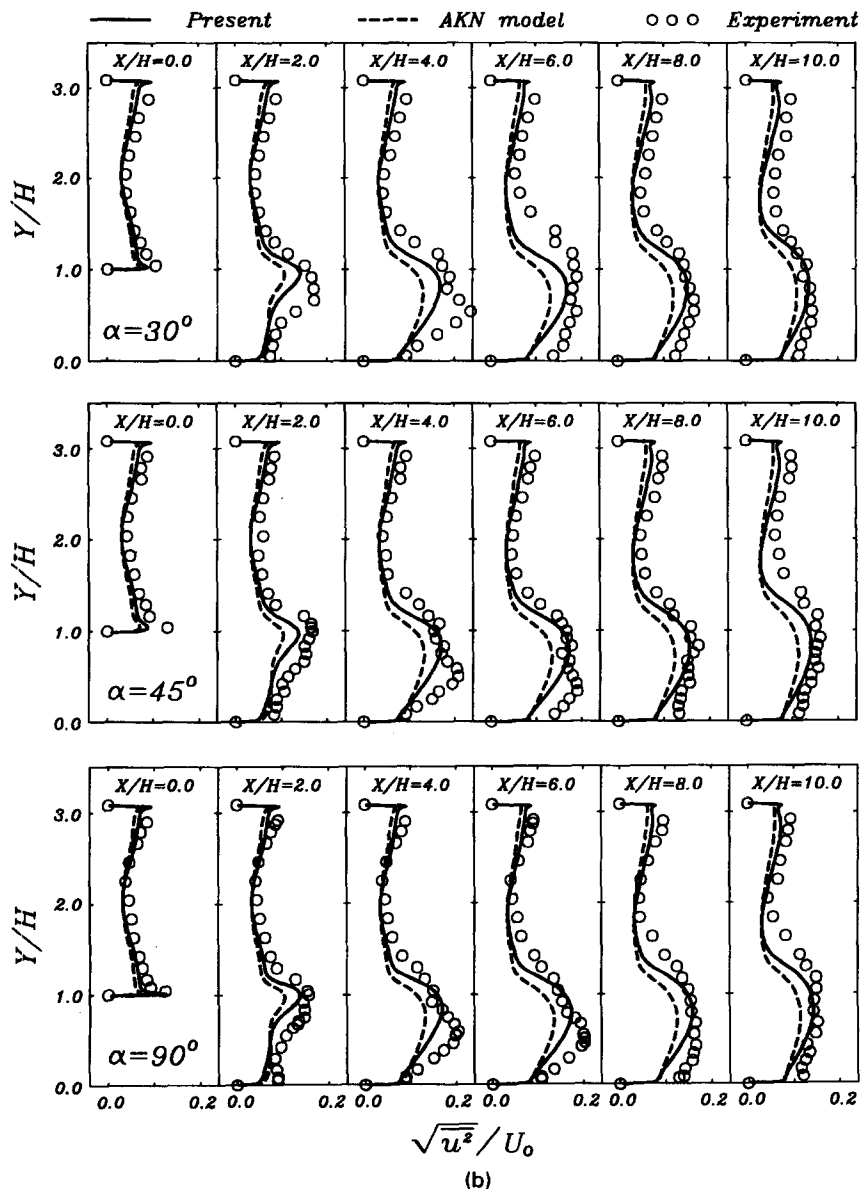 Present AKN model Experiment
X/H=0.0 X/H=2.0 X/H=4.0 X/H=6.0 X/H=8.0 X/H=10.0
3.0
2.0
Y/H
1.0
α=30°
0.0
X/H=0.0 X/H=2.0 X/H=4.0 X/H=6.0 X/H=8.0 X/H=10.0
3.0
2.0
Y/H
1.0
α=45°
0.0
X/H=0.0 X/H=2.0 X/H=4.0 X/H=6.0 X/H=8.0 X/H=10.0
3.0
2.0
Y/H
1.0
α=90°
0.0
0.0 0.2 0.0 0.2 0.0 0.2 0.0 0.2 0.0 0.2 0.0 0.2
√u̅²/U₀
(b)